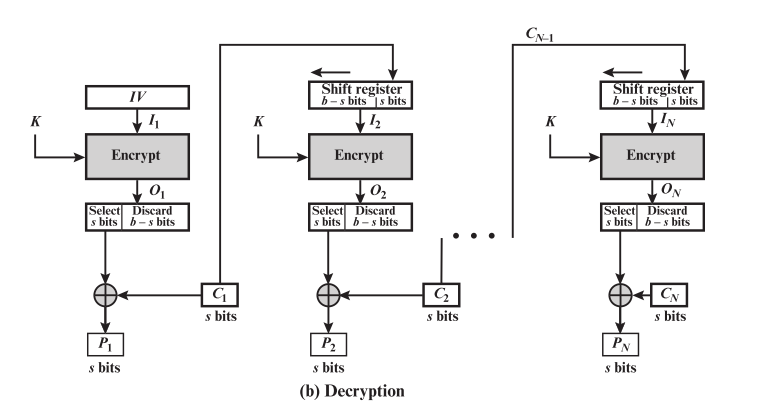 C_{N-1}
IV
Shift register
b – s bits | s bits
Shift register
b – s bits | s bits
K
I_1
K
I_2
K
I_N
Encrypt
Encrypt
Encrypt
O_1
O_2
O_N
Select
s bits
Discard
b – s bits
Select
s bits
Discard
b – s bits
Select
s bits
Discard
b – s bits
• • •
C_1
s bits
C_2
s bits
C_N
s bits
P_1
s bits
P_2
s bits
P_N
s bits
(b) Decryption